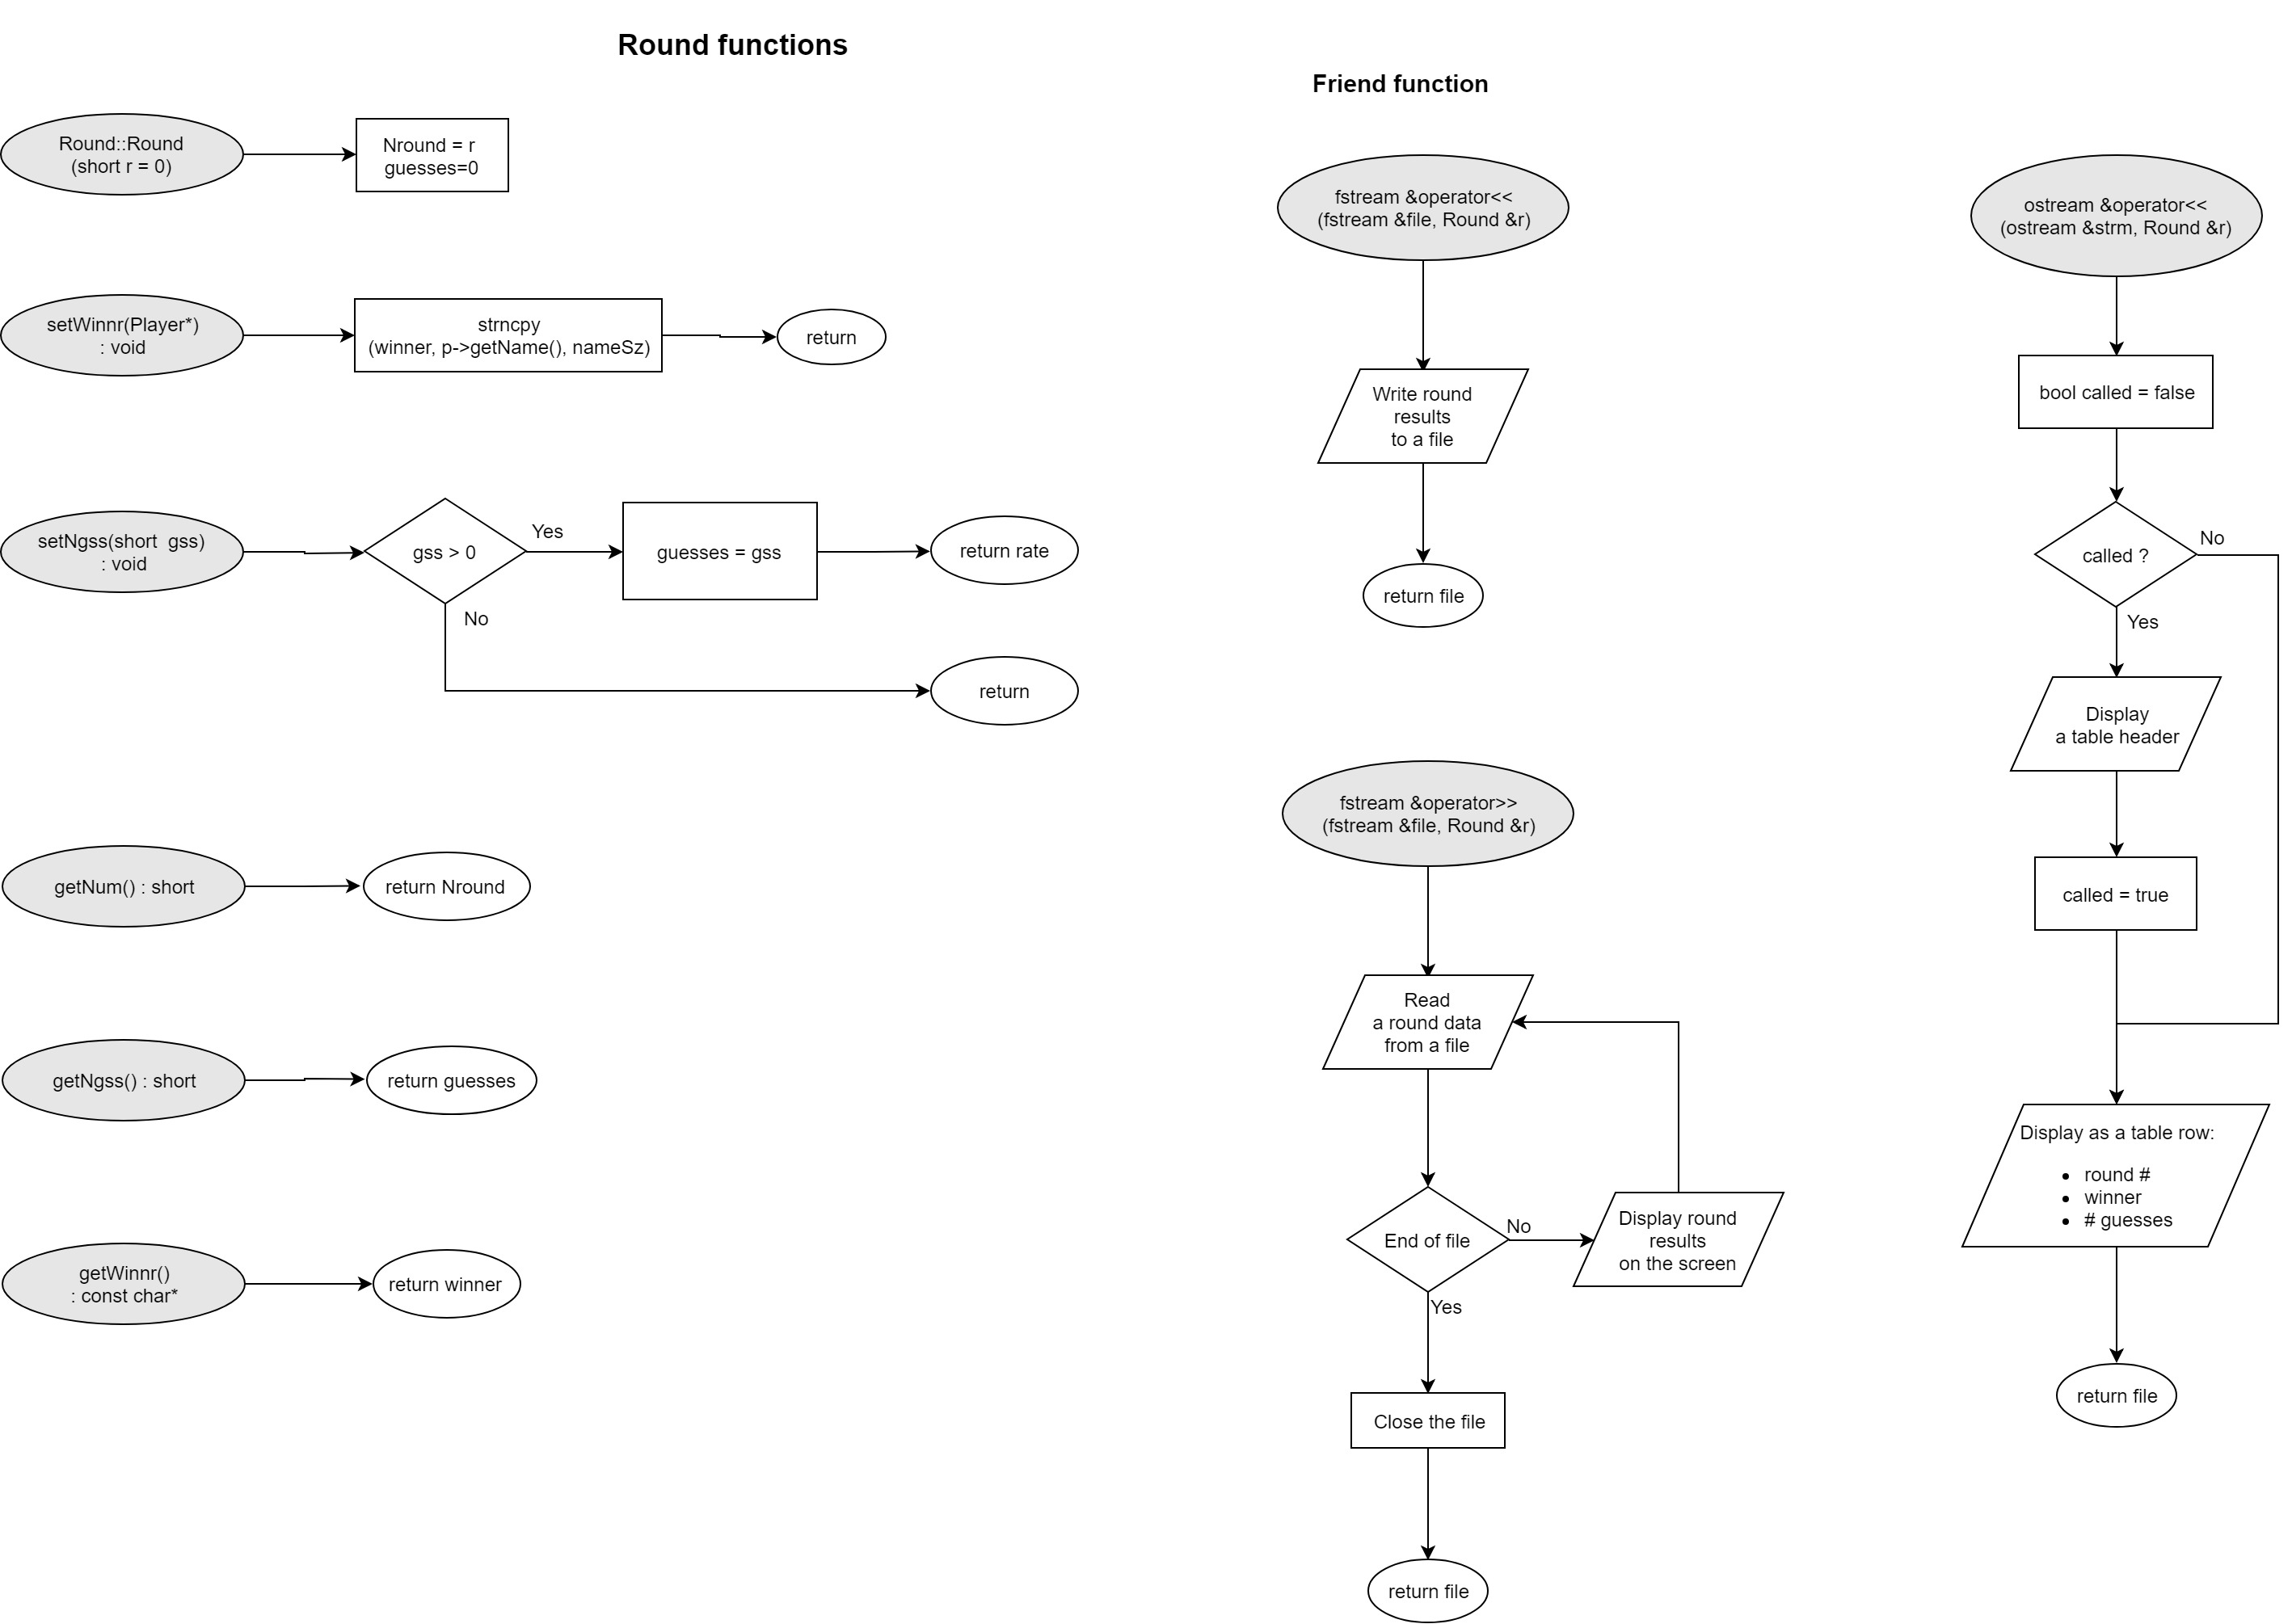 Round functions
Round::Round
(short r = 0)
Nround = r
guesses=0
setWinnr(Player*)
: void
strncpy
(winner, p->getName(), nameSz)
return
setNgss(short  gss)
: void
gss > 0
Yes
No
guesses = gss
return rate
return
getNum() : short
return Nround
getNgss() : short
return guesses
getWinnr()
: const char*
return winner
Friend function
fstream &operator<<
(fstream &file, Round &r)
Write round
results
to a file
return file
fstream &operator>>
(fstream &file, Round &r)
Read
a round data
from a file
End of file
No
Display round
results
on the screen
Yes
Close the file
return file
ostream &operator<<
(ostream &strm, Round &r)
bool called = false
called ?
No
Yes
Display
a table header
called = true
Display as a table row:
• round #
• winner
• # guesses
return file